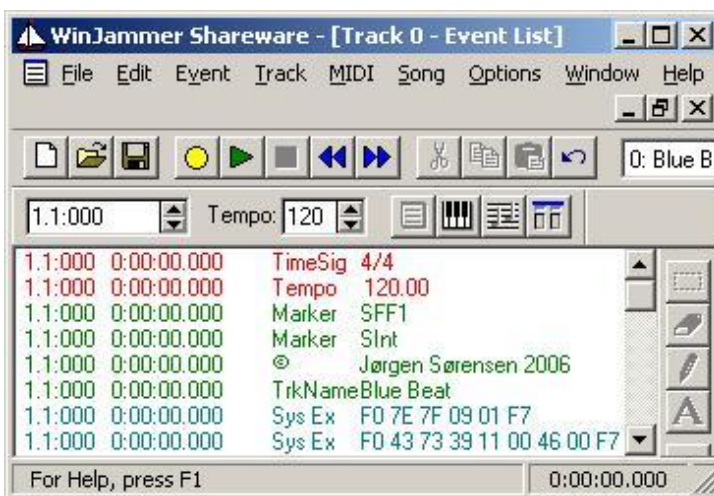 WinJammer Shareware - [Track 0 - Event List]
File Edit Event Track MIDI Song Options Window Help
0: Blue B
1.1:000 Tempo: 120
1.1:000 0:00:00.000 TimeSig 4/4
1.1:000 0:00:00.000 Tempo 120.00
1.1:000 0:00:00.000 Marker SFF1
1.1:000 0:00:00.000 Marker SInt
1.1:000 0:00:00.000 © Jørgen Sørensen 2006
1.1:000 0:00:00.000 TrkName Blue Beat
1.1:000 0:00:00.000 Sys Ex F0 7E 7F 09 01 F7
1.1:000 0:00:00.000 Sys Ex F0 43 73 39 11 00 46 00 F7
A
For Help, press F1 0:00:00.000